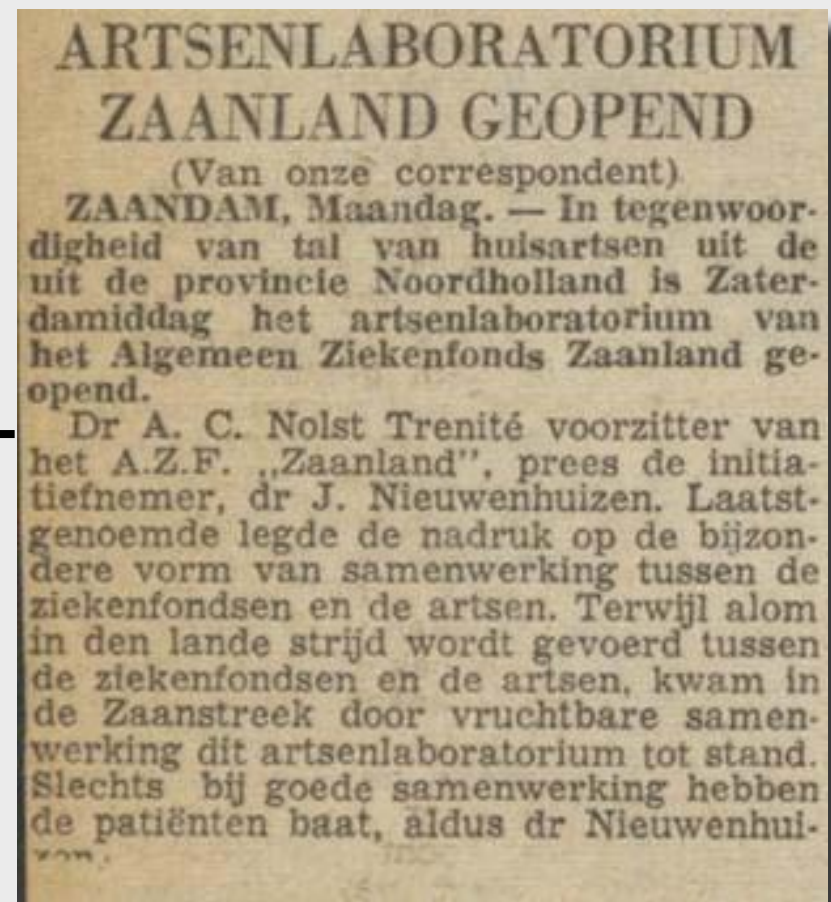 ARTSENLABORATORIUM
ZAANLAND GEOPEND
(Van onze correspondent)
ZAANDAM, Maandag. — In tegenwoor-
digheid van tal van huisartsen uit de
uit de provincie Noordholland is Zater-
damiddag het artsenlaboratorium van
het Algemeen Ziekenfonds Zaanland ge-
opend.
Dr A. C. Nolst Trenité voorzitter van
het A.Z.F. „Zaanland”, prees de initia-
tiefnemer, dr J. Nieuwenhuizen. Laatst-
genoemde legde de nadruk op de bijzon-
dere vorm van samenwerking tussen de
ziekenfondsen en de artsen. Terwijl alom
in den lande strijd wordt gevoerd tussen
de ziekenfondsen en de artsen, kwam in
de Zaanstreek door vruchtbare samen-
werking dit artsenlaboratorium tot stand.
Slechts bij goede samenwerking hebben
de patiënten baat, aldus dr Nieuwenhui-